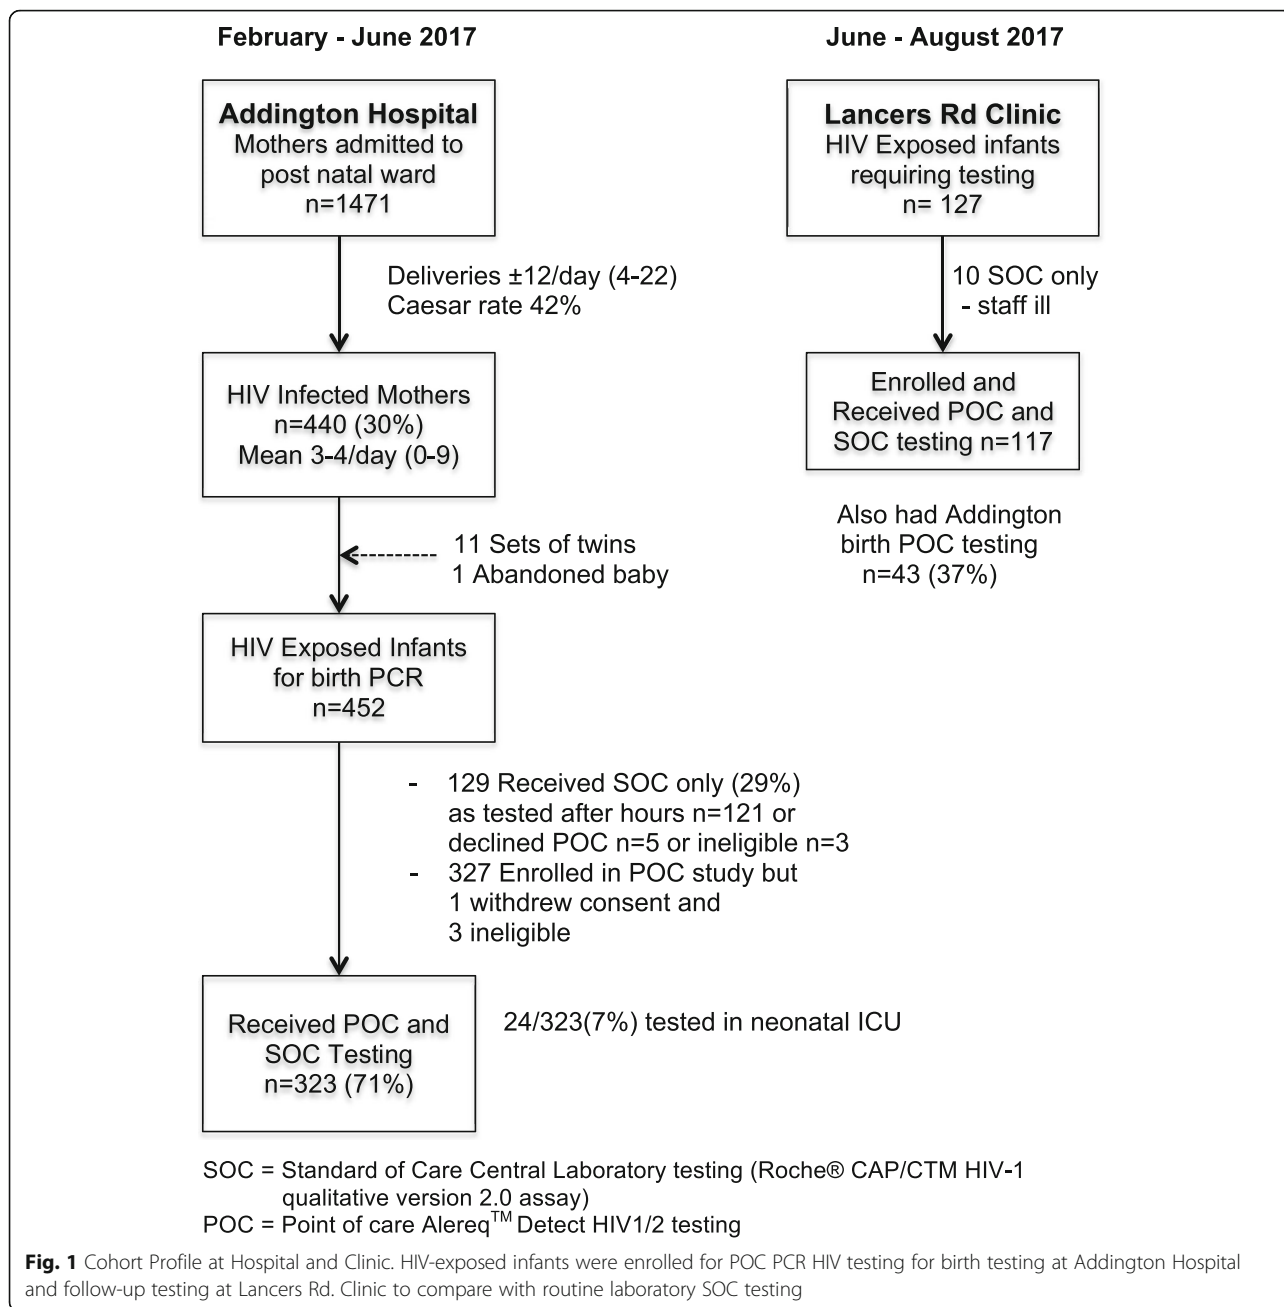 February - June 2017
Addington Hospital
Mothers admitted to
post natal ward
n=1471
Deliveries ±12/day (4-22)
Caesar rate 42%
HIV Infected Mothers
n=440 (30%)
Mean 3-4/day (0-9)
11 Sets of twins
1 Abandoned baby
HIV Exposed Infants
for birth PCR
n=452
- 129 Received SOC only (29%)
as tested after hours n=121 or
declined POC n=5 or ineligible n=3
- 327 Enrolled in POC study but
1 withdrew consent and
3 ineligible
Received POC and
SOC Testing
n=323 (71%)
24/323(7%) tested in neonatal ICU
June - August 2017
Lancers Rd Clinic
HIV Exposed infants
requiring testing
n= 127
10 SOC only
- staff ill
Enrolled and
Received POC and
SOC testing n=117
Also had Addington
birth POC testing
n=43 (37%)
SOC = Standard of Care Central Laboratory testing (Roche® CAP/CTM HIV-1
qualitative version 2.0 assay)
POC = Point of care Alereq™ Detect HIV1/2 testing
Fig. 1 Cohort Profile at Hospital and Clinic. HIV-exposed infants were enrolled for POC PCR HIV testing for birth testing at Addington Hospital
and follow-up testing at Lancers Rd. Clinic to compare with routine laboratory SOC testing